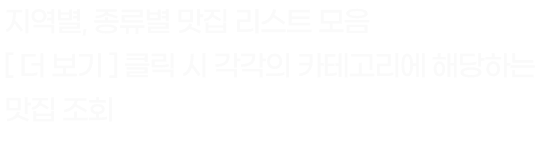 지역별, 종류별 맛집 리스트 모음
[ 더 보기 ] 클릭 시 각각의 카테고리에 해당하는
맛집 조회